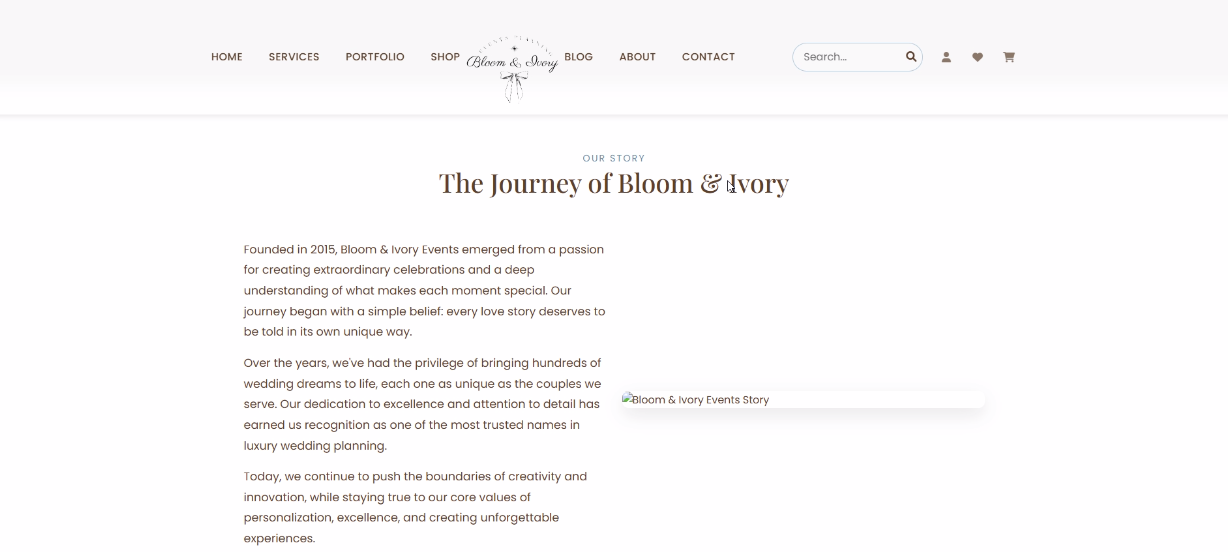 HOME SERVICES PORTFOLIO SHOP Bloom & Ivory BLOG ABOUT CONTACT Search...
OUR STORY
The Journey of Bloom & Ivory
Founded in 2015, Bloom & Ivory Events emerged from a passion
for creating extraordinary celebrations and a deep
understanding of what makes each moment special. Our
journey began with a simple belief: every love story deserves to
be told in its own unique way.
Over the years, we've had the privilege of bringing hundreds of
wedding dreams to life, each one as unique as the couples we
serve. Our dedication to excellence and attention to detail has
earned us recognition as one of the most trusted names in
luxury wedding planning.
Today, we continue to push the boundaries of creativity and
innovation, while staying true to our core values of
personalization, excellence, and creating unforgettable
experiences.
Bloom & Ivory Events Story